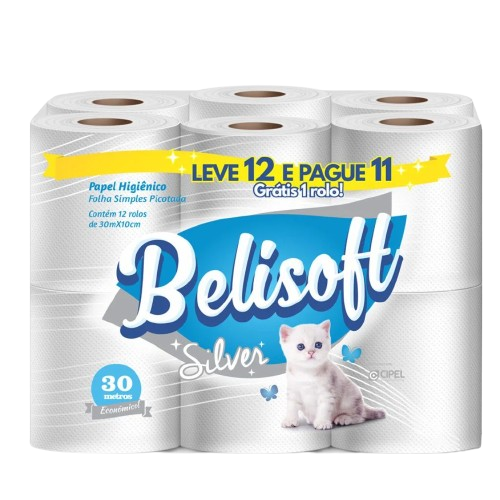 LEVE 12 E PAGUE 11
Grátis 1 rolo!
Papel Higiênico
Folha Simples Picotada
Contém 12 rolos
de 30mX10cm
Belisoft
Silver
30
metros
Econômico!
CIPEL